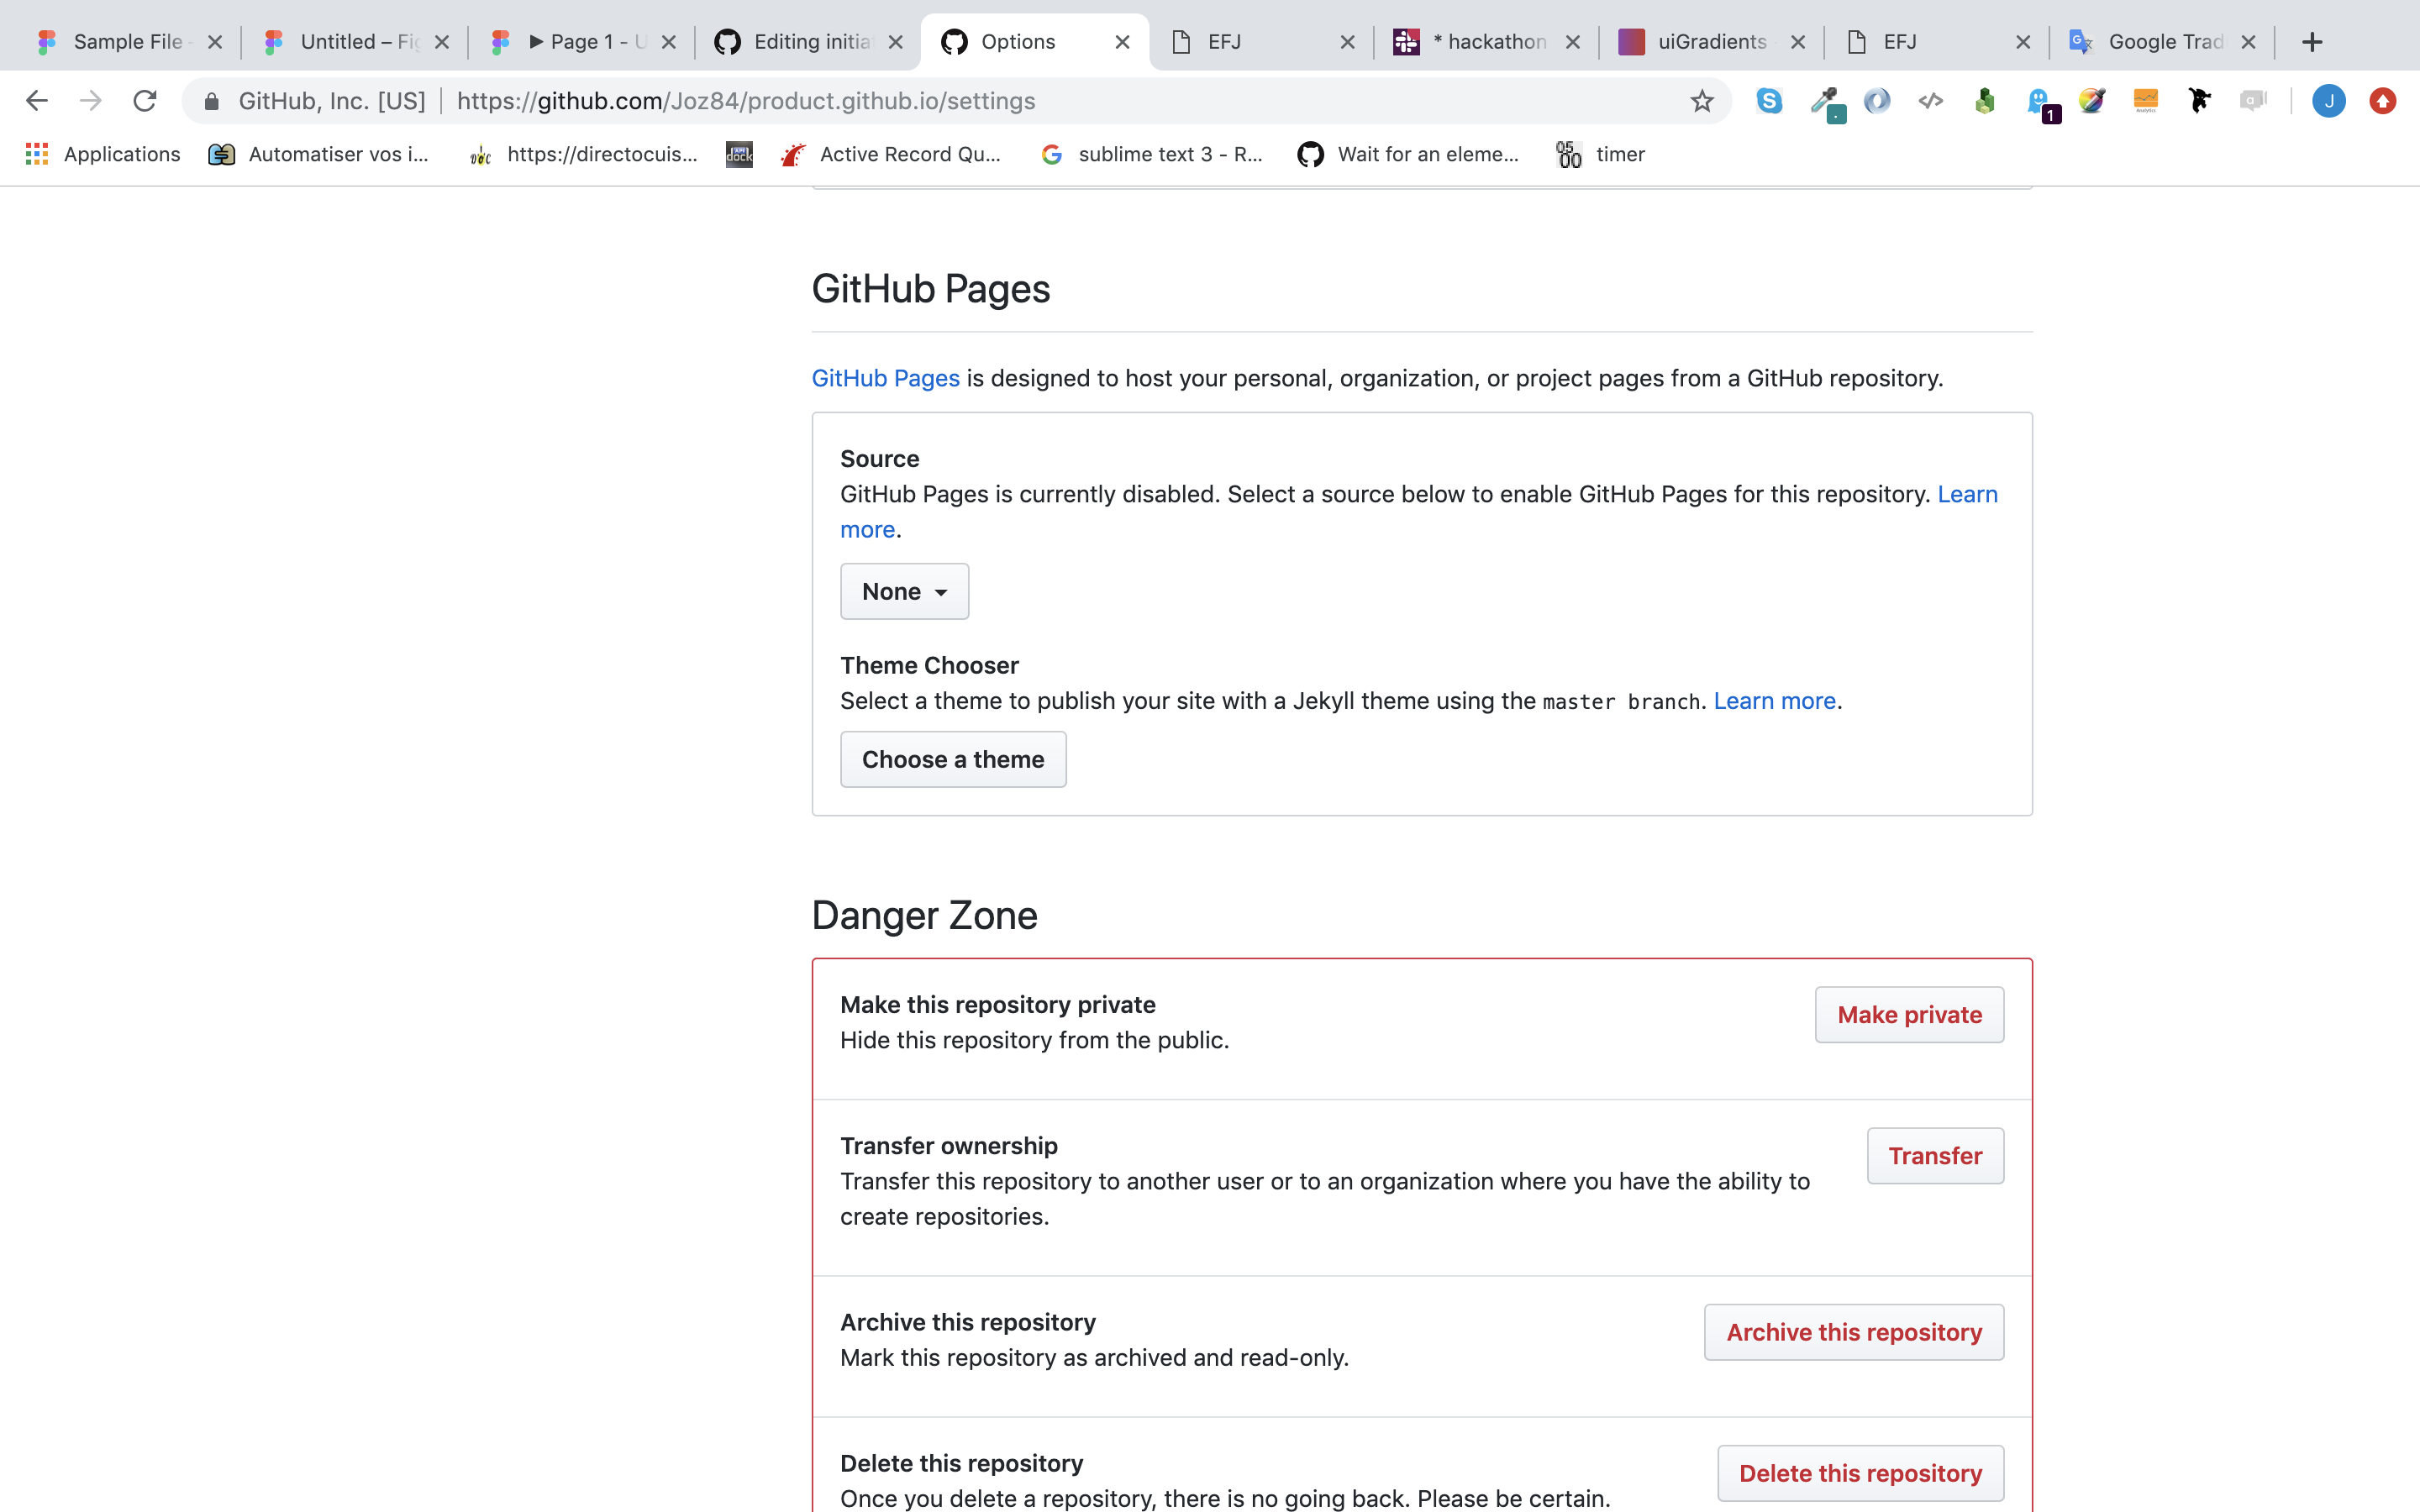 Sample File -
Untitled – Fig
▶ Page 1 - U
Editing initia
Options
EFJ
* hackathon
uiGradients -
EFJ
Google Trad
GitHub, Inc. [US]
https://github.com/Joz84/product.github.io/settings
1
J
Applications
Automatiser vos i...
https://directocuis...
Active Record Qu...
sublime text 3 - R...
Wait for an eleme...
05
00
timer
GitHub Pages
GitHub Pages is designed to host your personal, organization, or project pages from a GitHub repository.
Source
GitHub Pages is currently disabled. Select a source below to enable GitHub Pages for this repository. Learn
more.
None
Theme Chooser
Select a theme to publish your site with a Jekyll theme using the master branch. Learn more.
Choose a theme
Danger Zone
Make this repository private
Make private
Hide this repository from the public.
Transfer ownership
Transfer
Transfer this repository to another user or to an organization where you have the ability to
create repositories.
Archive this repository
Archive this repository
Mark this repository as archived and read-only.
Delete this repository
Delete this repository
Once you delete a repository, there is no going back. Please be certain.